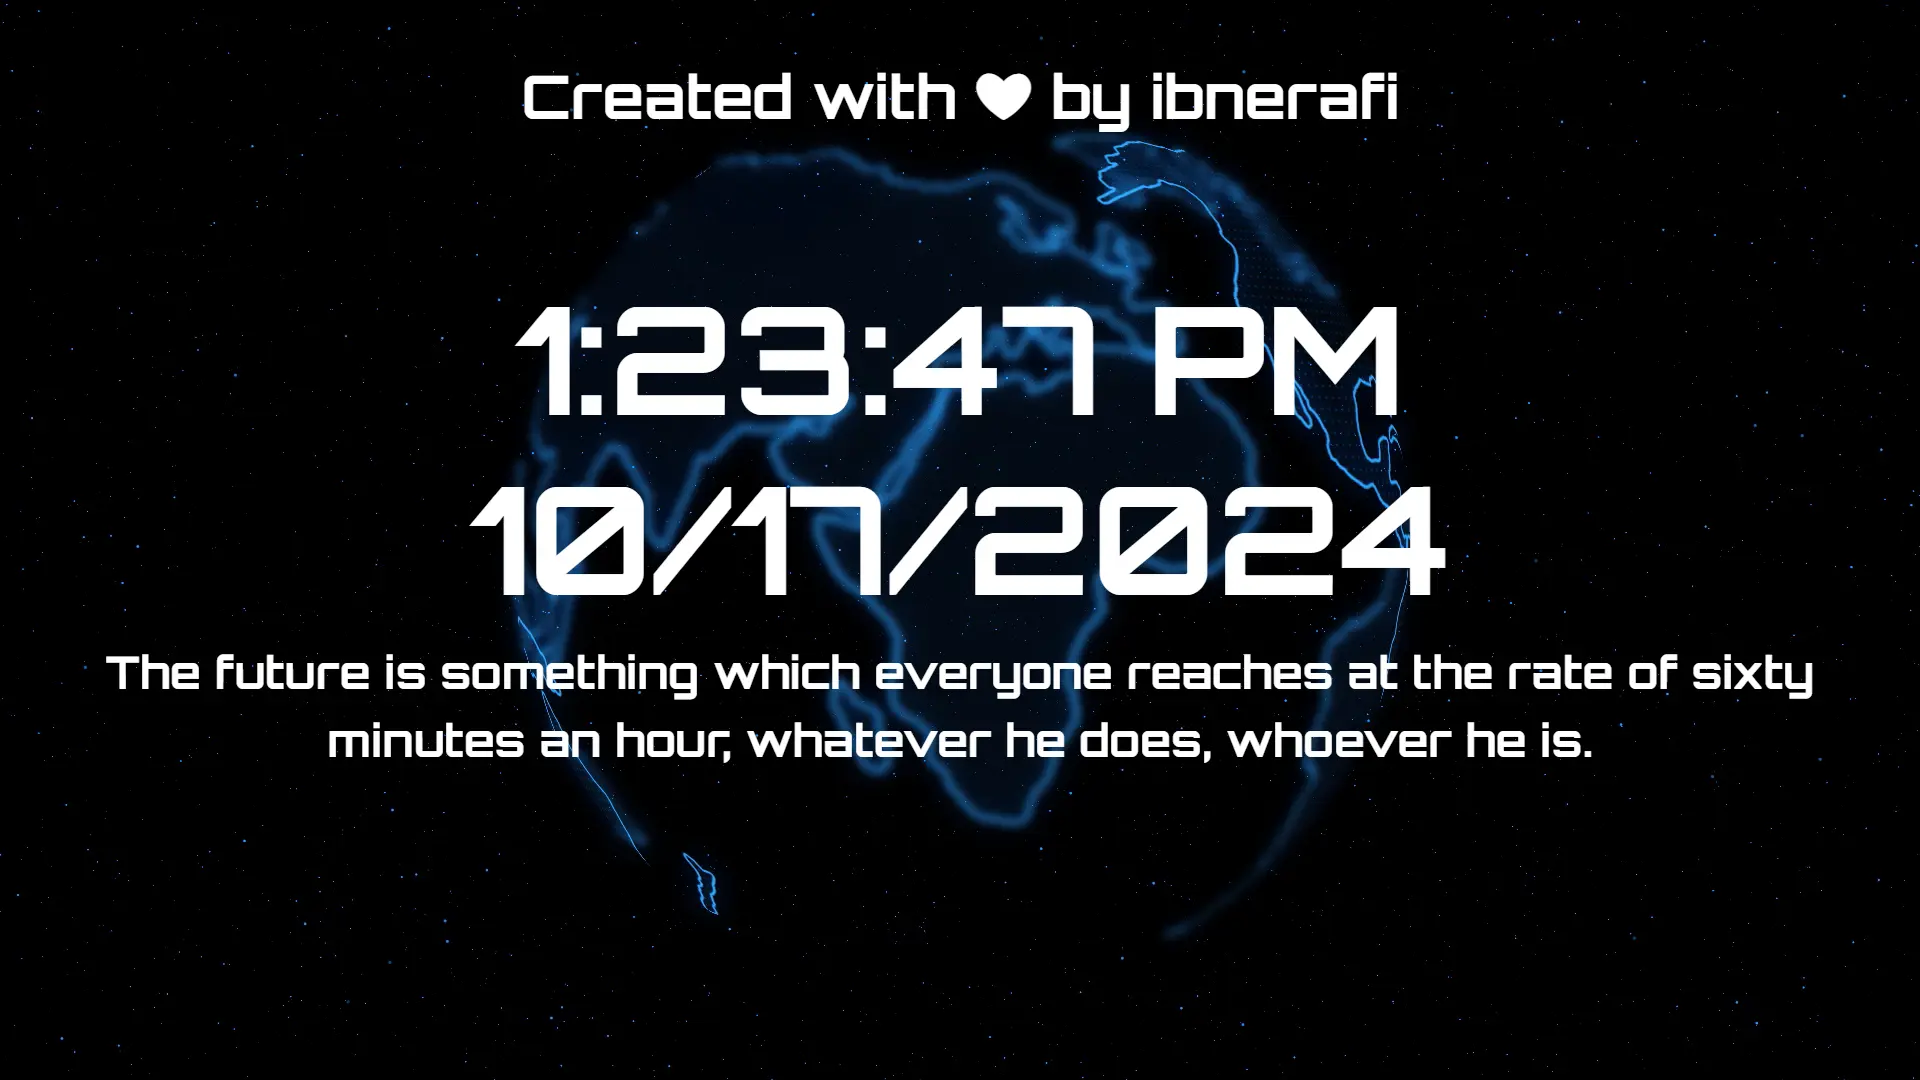 Created with ♥ by ibnerafi
1:23:47 PM
10/17/2024
The future is something which everyone reaches at the rate of sixty
minutes an hour, whatever he does, whoever he is.